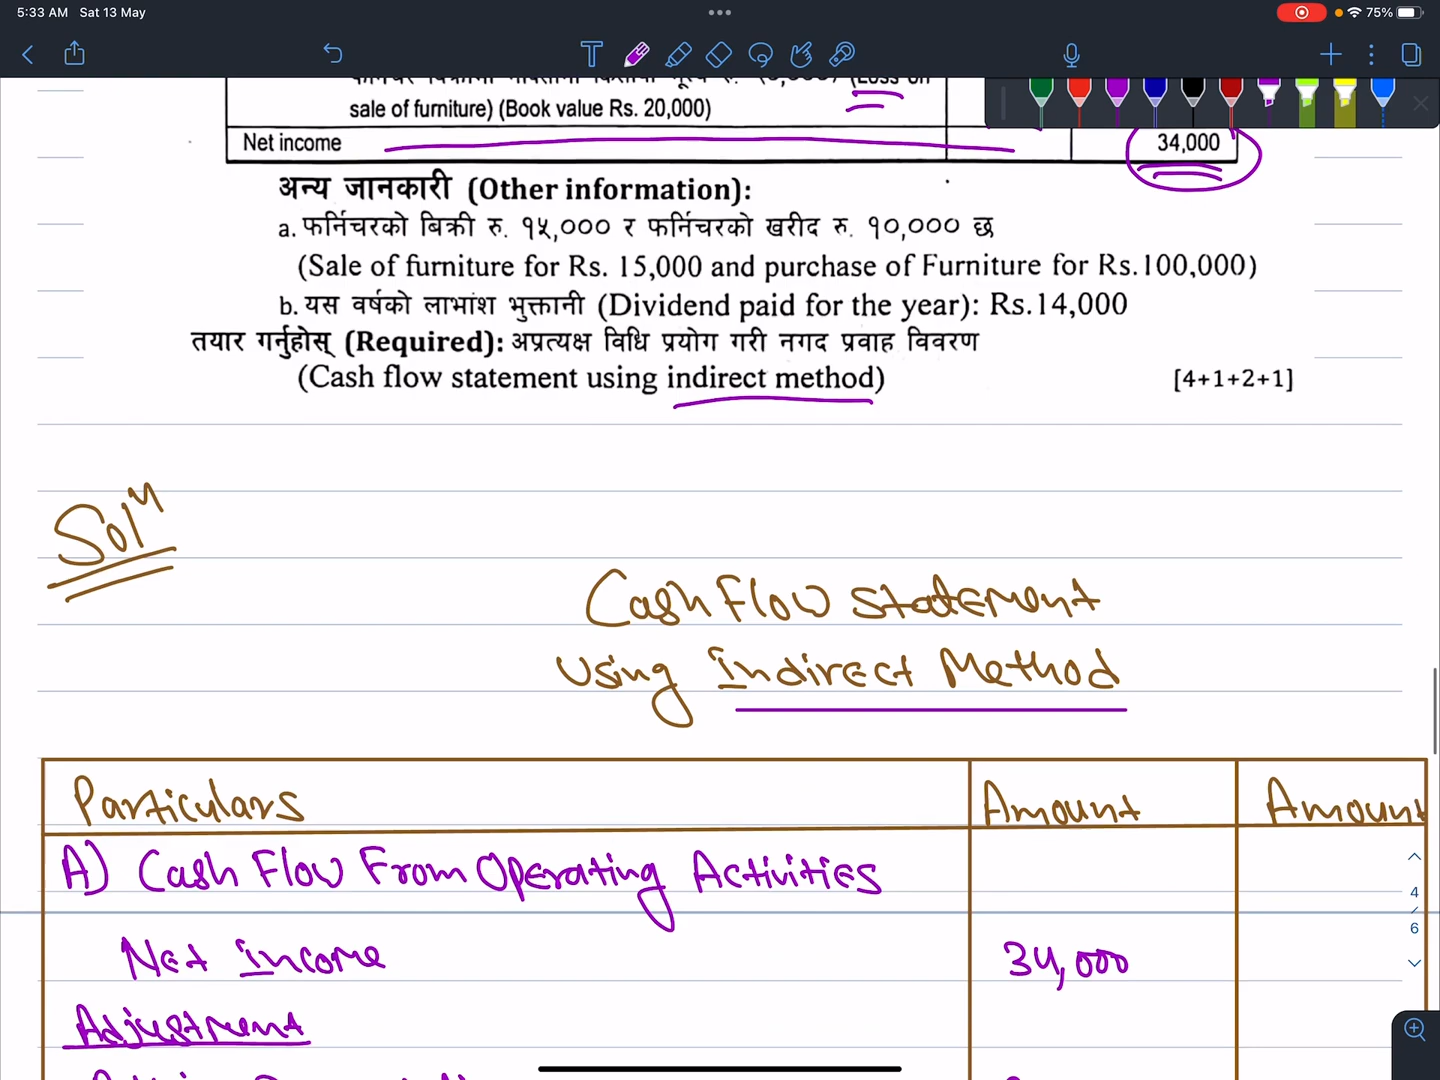 5:33 AM Sat 13 May
75%
(Loss on
sale of furniture) (Book value Rs. 20,000)
Net income 34,000
अन्य जानकारी (Other information):
a. फर्निचरको बिक्री रु. १५,००० र फर्निचरको खरीद रु. १०,००० छ
(Sale of furniture for Rs. 15,000 and purchase of Furniture for Rs.100,000)
b. यस वर्षको लाभांश भुक्तानी (Dividend paid for the year): Rs.14,000
तयार गर्नुहोस् (Required): अप्रत्यक्ष विधि प्रयोग गरी नगद प्रवाह विवरण
(Cash flow statement using indirect method) [4+1+2+1]
Solⁿ
Cash Flow Statement
Using Indirect Method
Particulars Amount Amount
A) Cash Flow From Operating Activities
4
6
Net Income 34,000
Adjustment